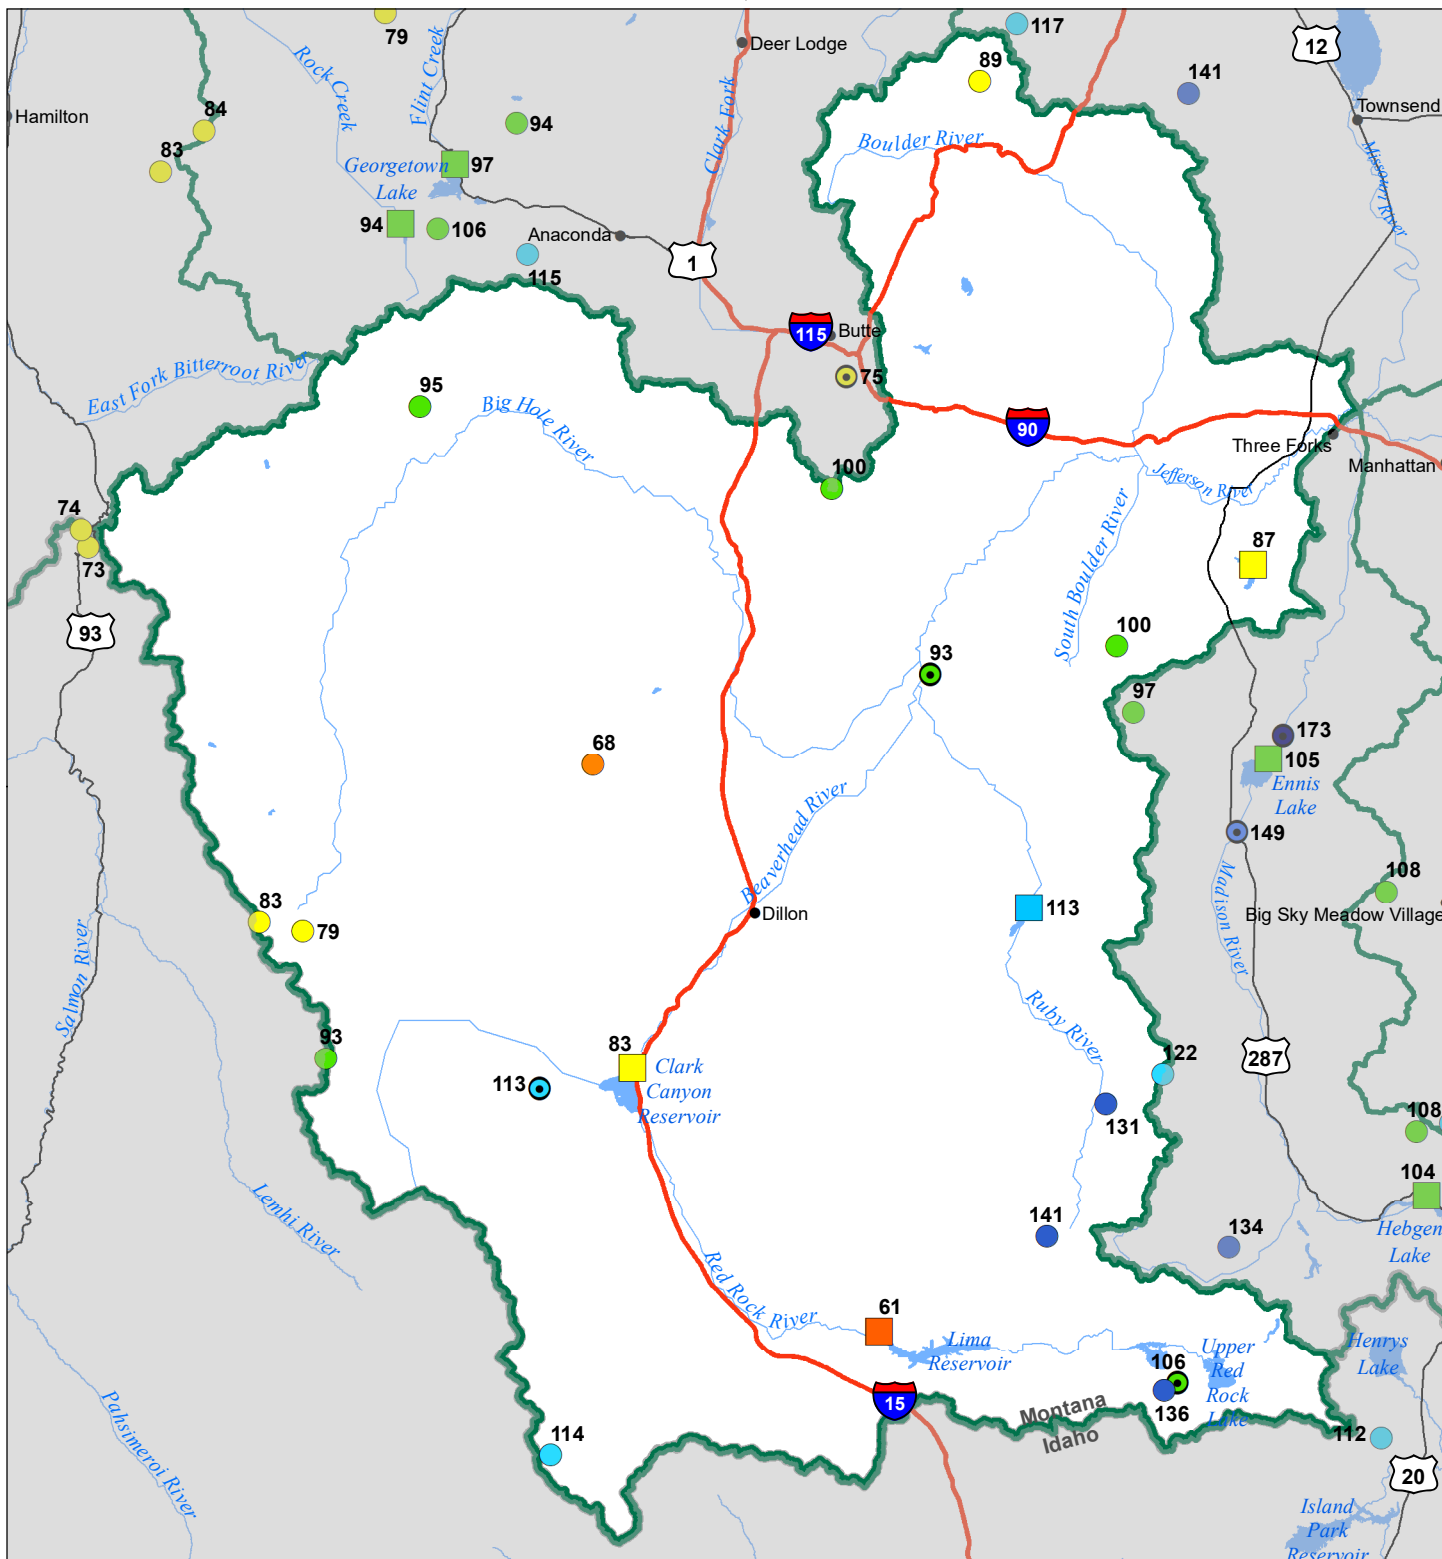 79
Deer Lodge
117
12
Rock Creek
Flint Creek
Clark Fork
89
141
Hamilton
84
94
Townsend
83
97
Boulder River
Missouri River
Georgetown
Lake
94
106
Anaconda
115
1
115
Butte
75
East Fork Bitterroot River
95
Big Hole River
90
Three Forks
Manhattan
100
Jefferson River
74
73
South Boulder River
87
93
100
93
97
68
173
105
Ennis
Lake
Beaverhead River
149
Madison River
108
83
79
Dillon
113
Big Sky Meadow Village
Salmon River
Ruby River
93
83
Clark
Canyon
Reservoir
113
122
287
131
108
104
Lemhi River
141
134
Hebgen
Lake
Red Rock River
61
Lima
Reservoir
Upper
Red
Rock
Lake
106
136
Henrys
Lake
15
Montana
Idaho
Pahsimeroi River
114
112
20
Island
Park
Reservoir